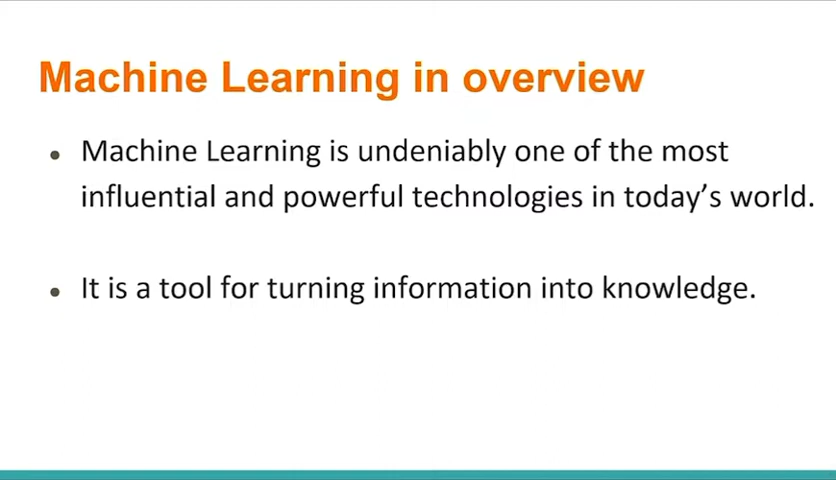 Machine Learning in overview
• Machine Learning is undeniably one of the most
influential and powerful technologies in today’s world.
• It is a tool for turning information into knowledge.